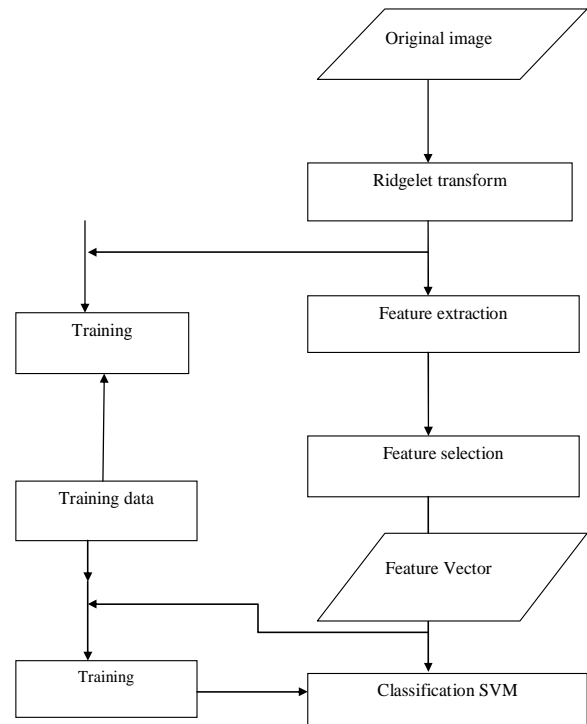 Original image
Ridgelet transform
Feature extraction
Training
Feature selection
Training data
Feature Vector
Training
Classification SVM